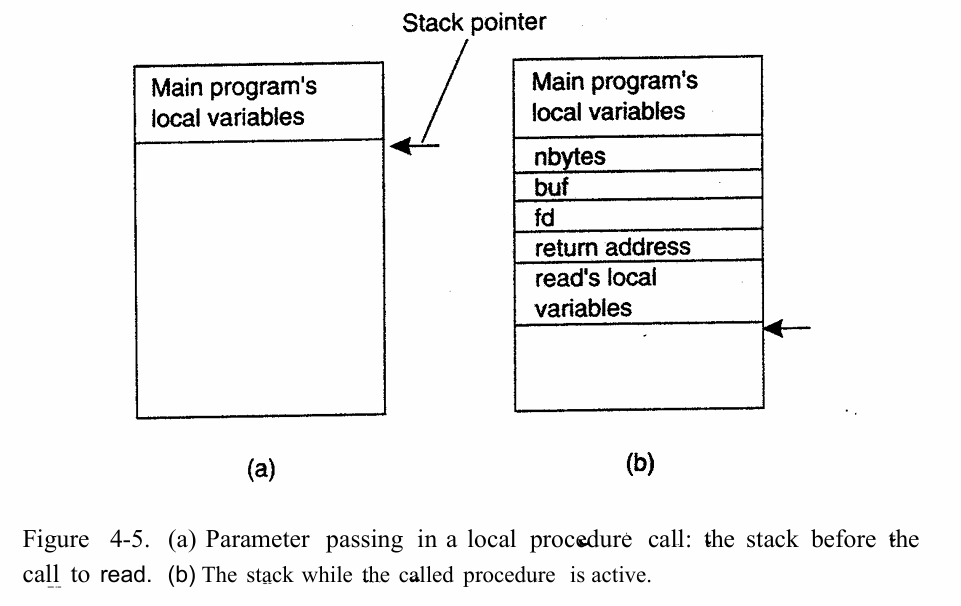 Stack pointer
Main program's
local variables
Main program's
local variables
nbytes
buf
fd
return address
read's local
variables
(a)
(b)
Figure 4-5. (a) Parameter passing in a local procedure call: the stack before the
call to read. (b) The stack while the called procedure is active.